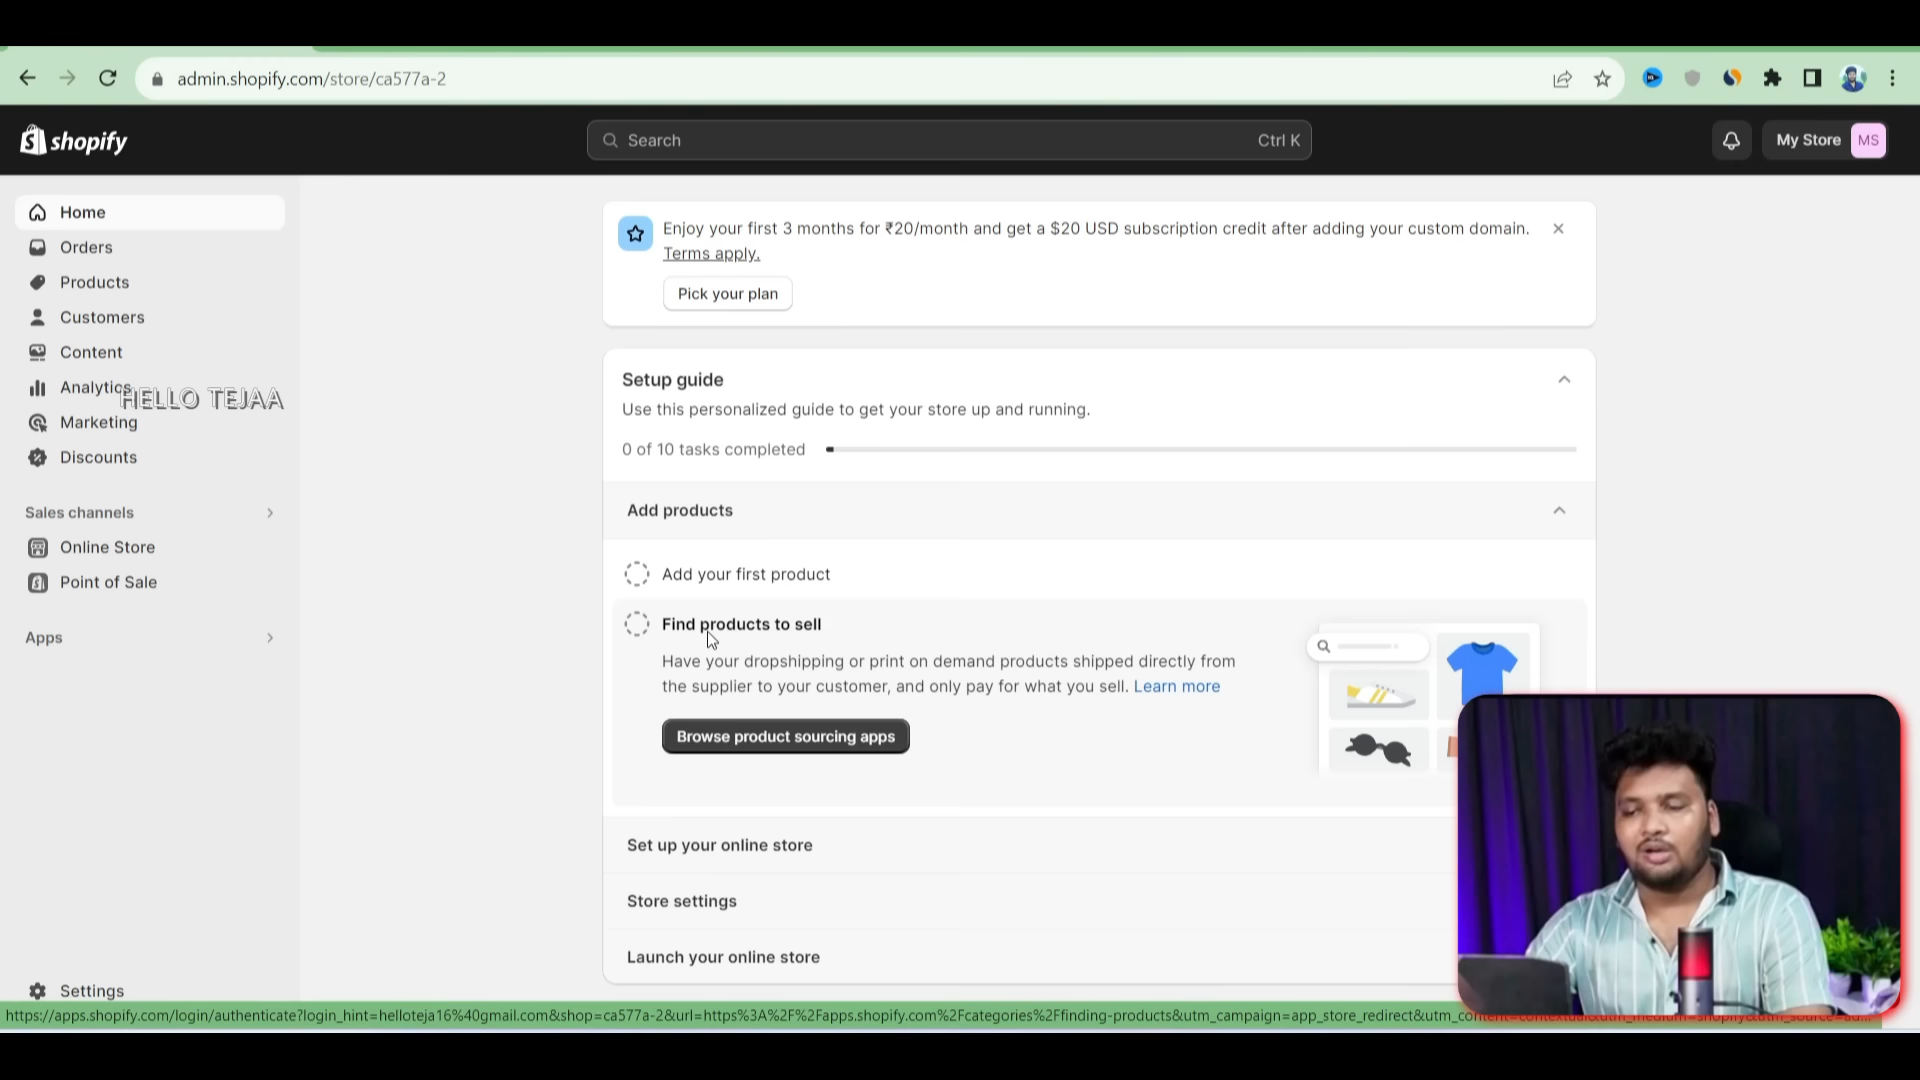 admin.shopify.com/store/ca577a-2
shopify
Search
Ctrl K
My Store
MS
Home
Orders
Products
Customers
Content
Analytics
HELLO TEJAA
Marketing
Discounts
Sales channels
Online Store
Point of Sale
Apps
Settings
Enjoy your first 3 months for ₹20/month and get a $20 USD subscription credit after adding your custom domain.
Terms apply.
Pick your plan
Setup guide
Use this personalized guide to get your store up and running.
0 of 10 tasks completed
Add products
Add your first product
Find products to sell
Have your dropshipping or print on demand products shipped directly from
the supplier to your customer, and only pay for what you sell. Learn more
Browse product sourcing apps
Set up your online store
Store settings
Launch your online store
https://apps.shopify.com/login/authenticate?login_hint=helloteja16%40gmail.com&shop=ca577a-2&url=https%3A%2F%2Fapps.shopify.com%2Fcategories%2Ffinding-products&utm_campaign=app_store_redirect&utm_content=contextual&utm_medium=shopify&utm_source=ad...